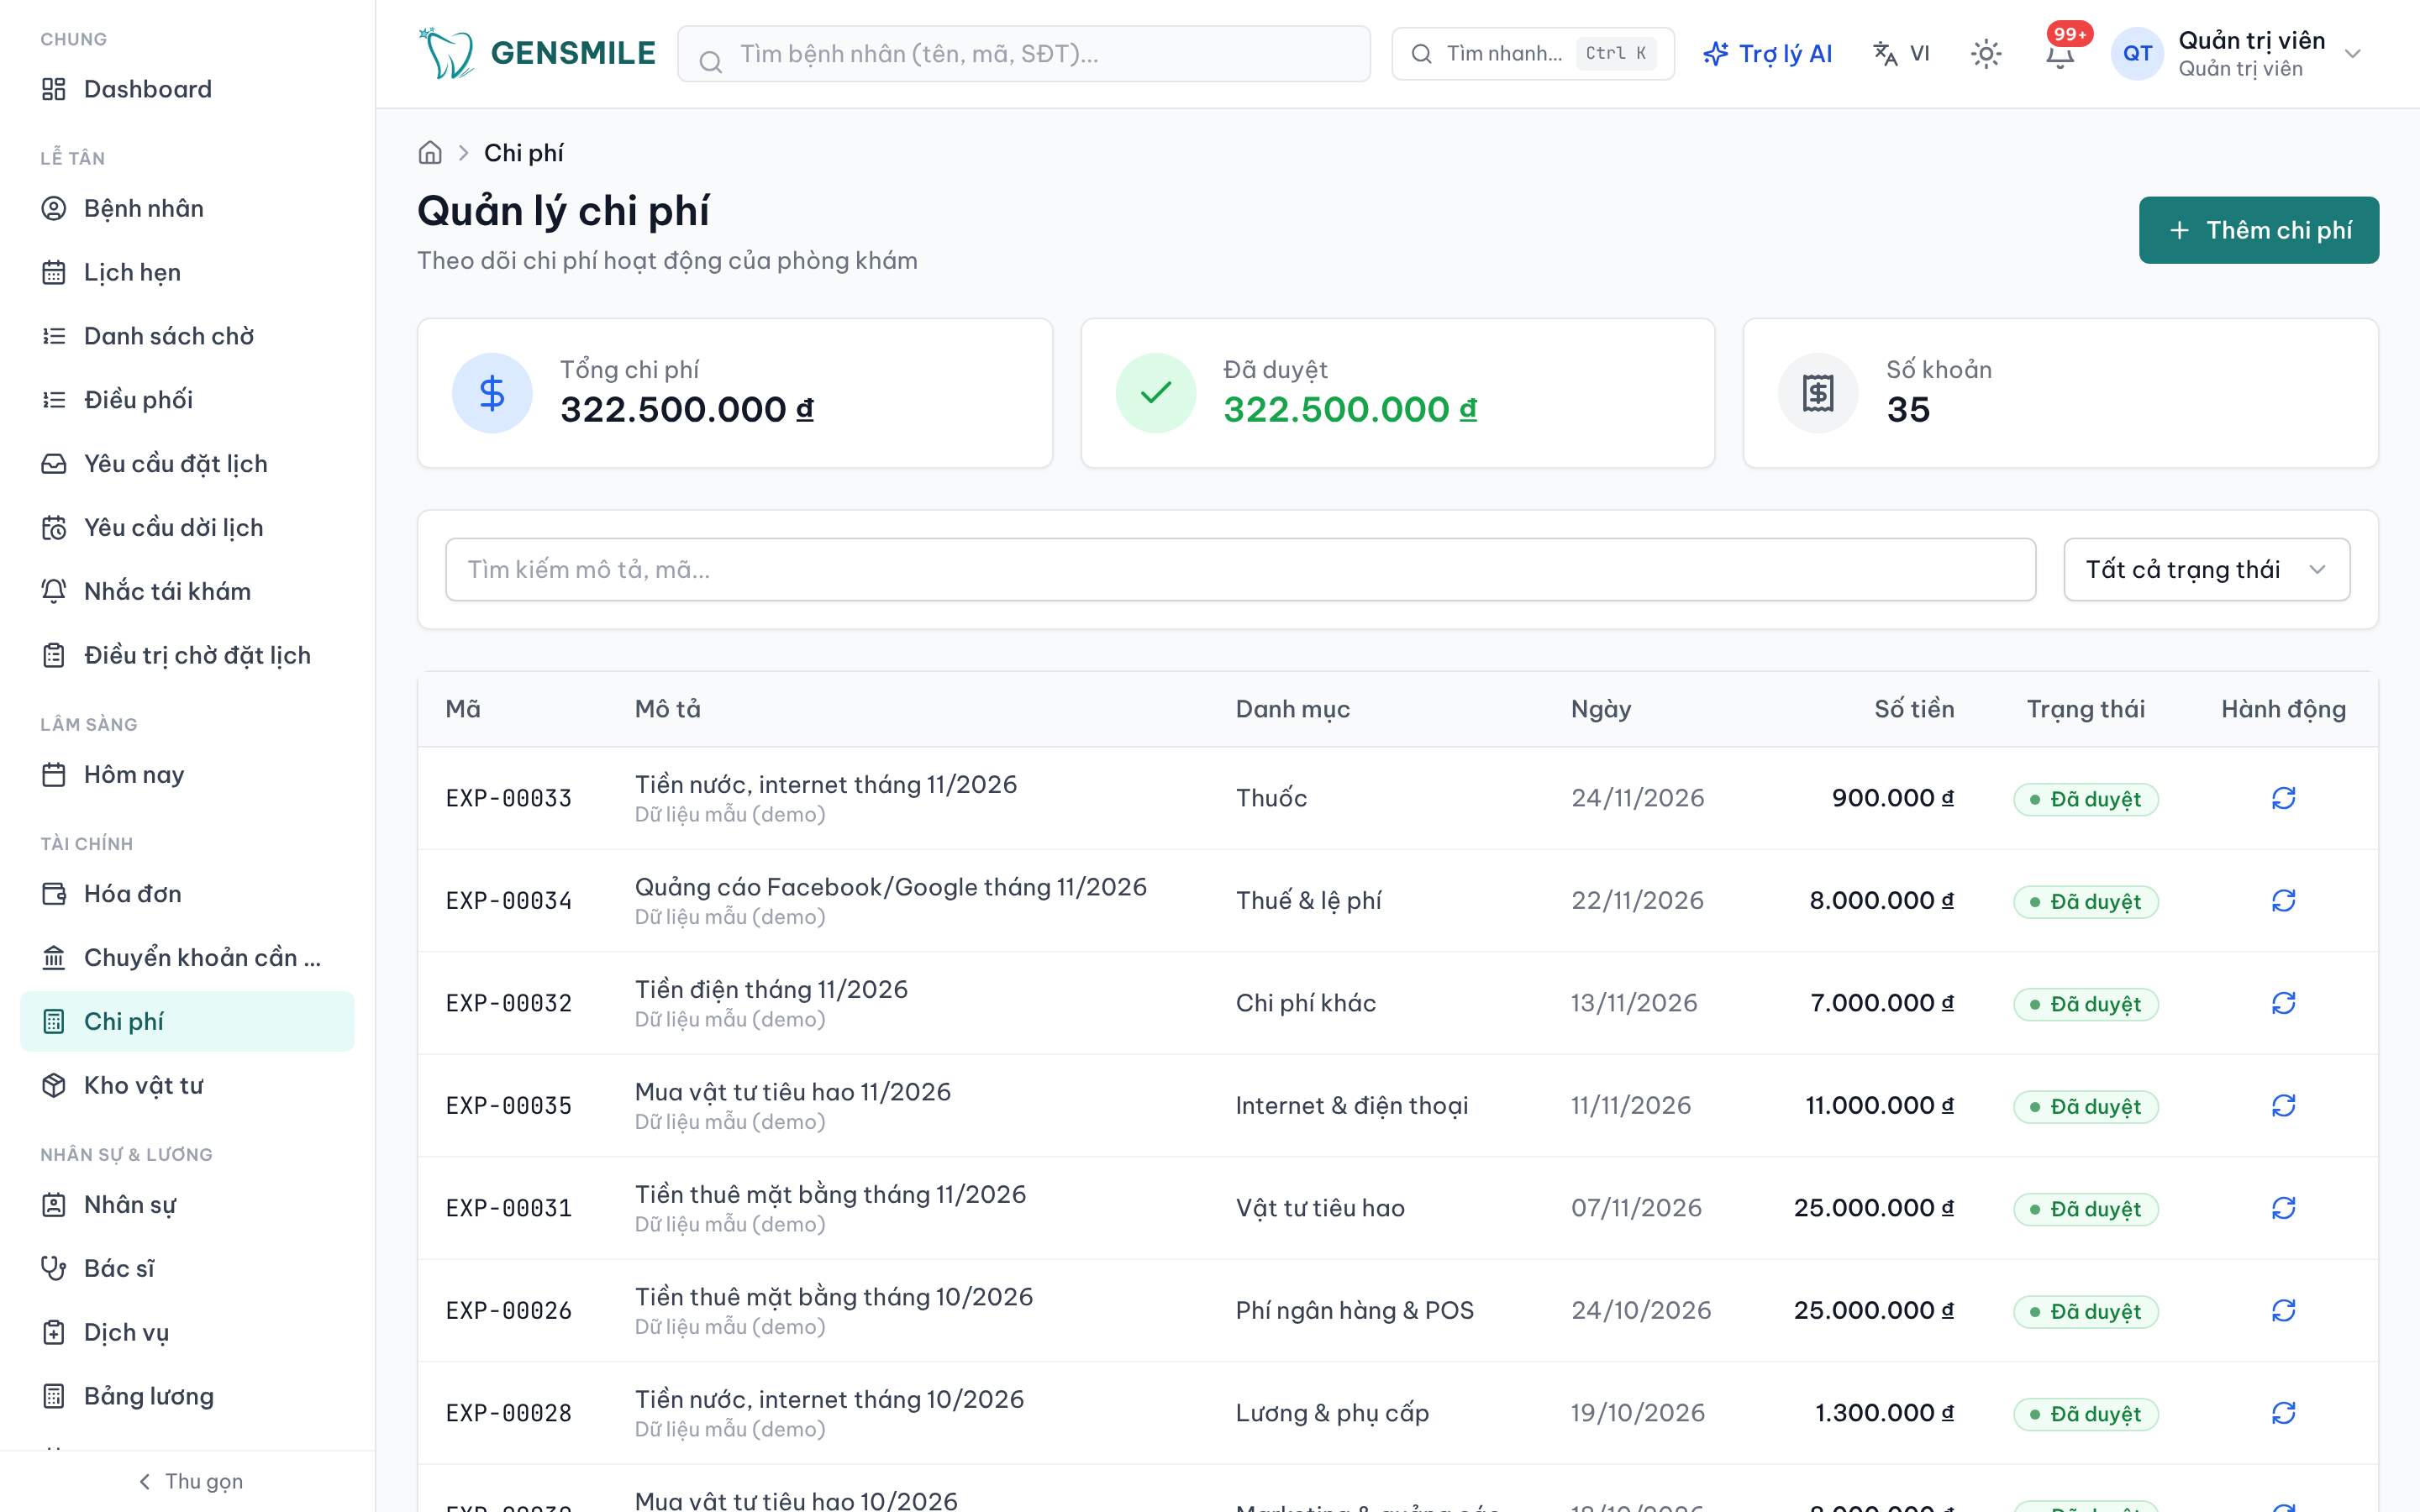 CHUNG
Dashboard
LỄ TÂN
Bệnh nhân
Lịch hẹn
Danh sách chờ
Điều phối
Yêu cầu đặt lịch
Yêu cầu dời lịch
Nhắc tái khám
Điều trị chờ đặt lịch
LÂM SÀNG
Hôm nay
TÀI CHÍNH
Hóa đơn
Chuyển khoản cần ...
Chi phí
Kho vật tư
NHÂN SỰ & LƯƠNG
Nhân sự
Bác sĩ
Dịch vụ
Bảng lương
Thu gọn
GENSMILE
Tìm bệnh nhân (tên, mã, SĐT)...
Tìm nhanh... Ctrl K
Trợ lý AI
VI
99+
QT
Quản trị viên
Quản trị viên
Chi phí
Quản lý chi phí
Theo dõi chi phí hoạt động của phòng khám
Thêm chi phí
Tổng chi phí
322.500.000 ₫
Đã duyệt
322.500.000 ₫
Số khoản
35
Tìm kiếm mô tả, mã...
Tất cả trạng thái
Mã Mô tả Danh mục Ngày Số tiền Trạng thái Hành động
EXP-00033 Tiền nước, internet tháng 11/2026 Thuốc 24/11/2026 900.000 ₫ Đã duyệt
Dữ liệu mẫu (demo)
EXP-00034 Quảng cáo Facebook/Google tháng 11/2026 Thuế & lệ phí 22/11/2026 8.000.000 ₫ Đã duyệt
Dữ liệu mẫu (demo)
EXP-00032 Tiền điện tháng 11/2026 Chi phí khác 13/11/2026 7.000.000 ₫ Đã duyệt
Dữ liệu mẫu (demo)
EXP-00035 Mua vật tư tiêu hao 11/2026 Internet & điện thoại 11/11/2026 11.000.000 ₫ Đã duyệt
Dữ liệu mẫu (demo)
EXP-00031 Tiền thuê mặt bằng tháng 11/2026 Vật tư tiêu hao 07/11/2026 25.000.000 ₫ Đã duyệt
Dữ liệu mẫu (demo)
EXP-00026 Tiền thuê mặt bằng tháng 10/2026 Phí ngân hàng & POS 24/10/2026 25.000.000 ₫ Đã duyệt
Dữ liệu mẫu (demo)
EXP-00028 Tiền nước, internet tháng 10/2026 Lương & phụ cấp 19/10/2026 1.300.000 ₫ Đã duyệt
Dữ liệu mẫu (demo)
Mua vật tư tiêu hao 10/2026